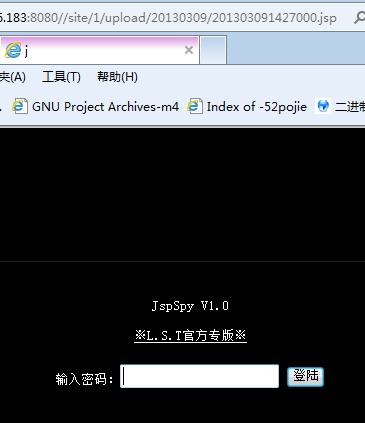 .183:8080//site/1/upload/20130309/201303091427000.jsp
j
夹(A) 工具(T) 帮助(H)
GNU Project Archives-m4 Index of -52pojie 二进制
JspSpy V1.0
※L.S.T官方专版※
输入密码: 登陆